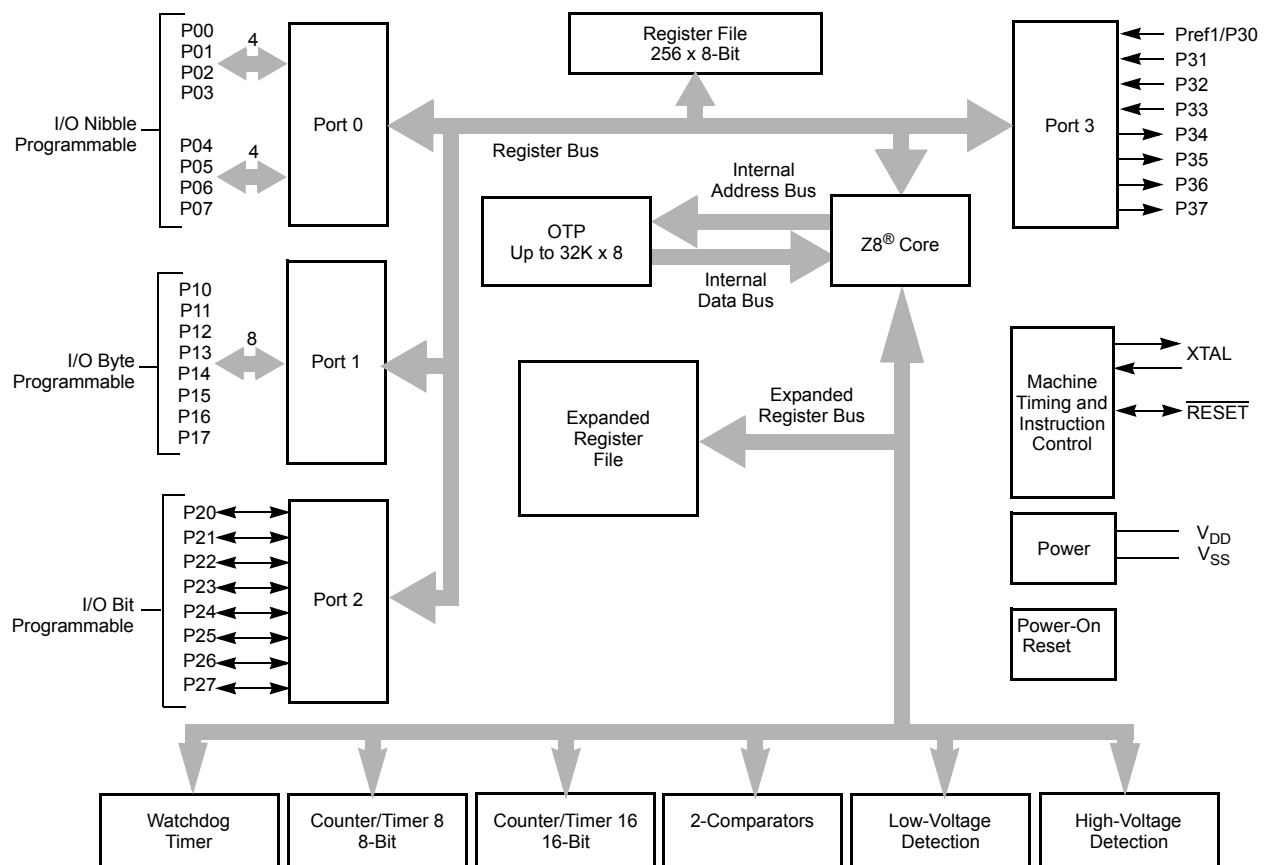 P00
P01
P02
P03
4
I/O Nibble
Programmable
P04
P05
P06
P07
4
Port 0
Register File
256 x 8-Bit
Register Bus
Port 3
Pref1/P30
P31
P32
P33
P34
P35
P36
P37
Internal
Address Bus
OTP
Up to 32K x 8
Z8® Core
Internal
Data Bus
P10
P11
P12
P13
P14
P15
P16
P17
I/O Byte
Programmable
8
Port 1
Expanded
Register
File
Expanded
Register Bus
Machine
Timing and
Instruction
Control
XTAL
RESET
P20
P21
P22
P23
P24
P25
P26
P27
I/O Bit
Programmable
Port 2
Power
VDD
VSS
Power-On
Reset
Watchdog
Timer
Counter/Timer 8
8-Bit
Counter/Timer 16
16-Bit
2-Comparators
Low-Voltage
Detection
High-Voltage
Detection